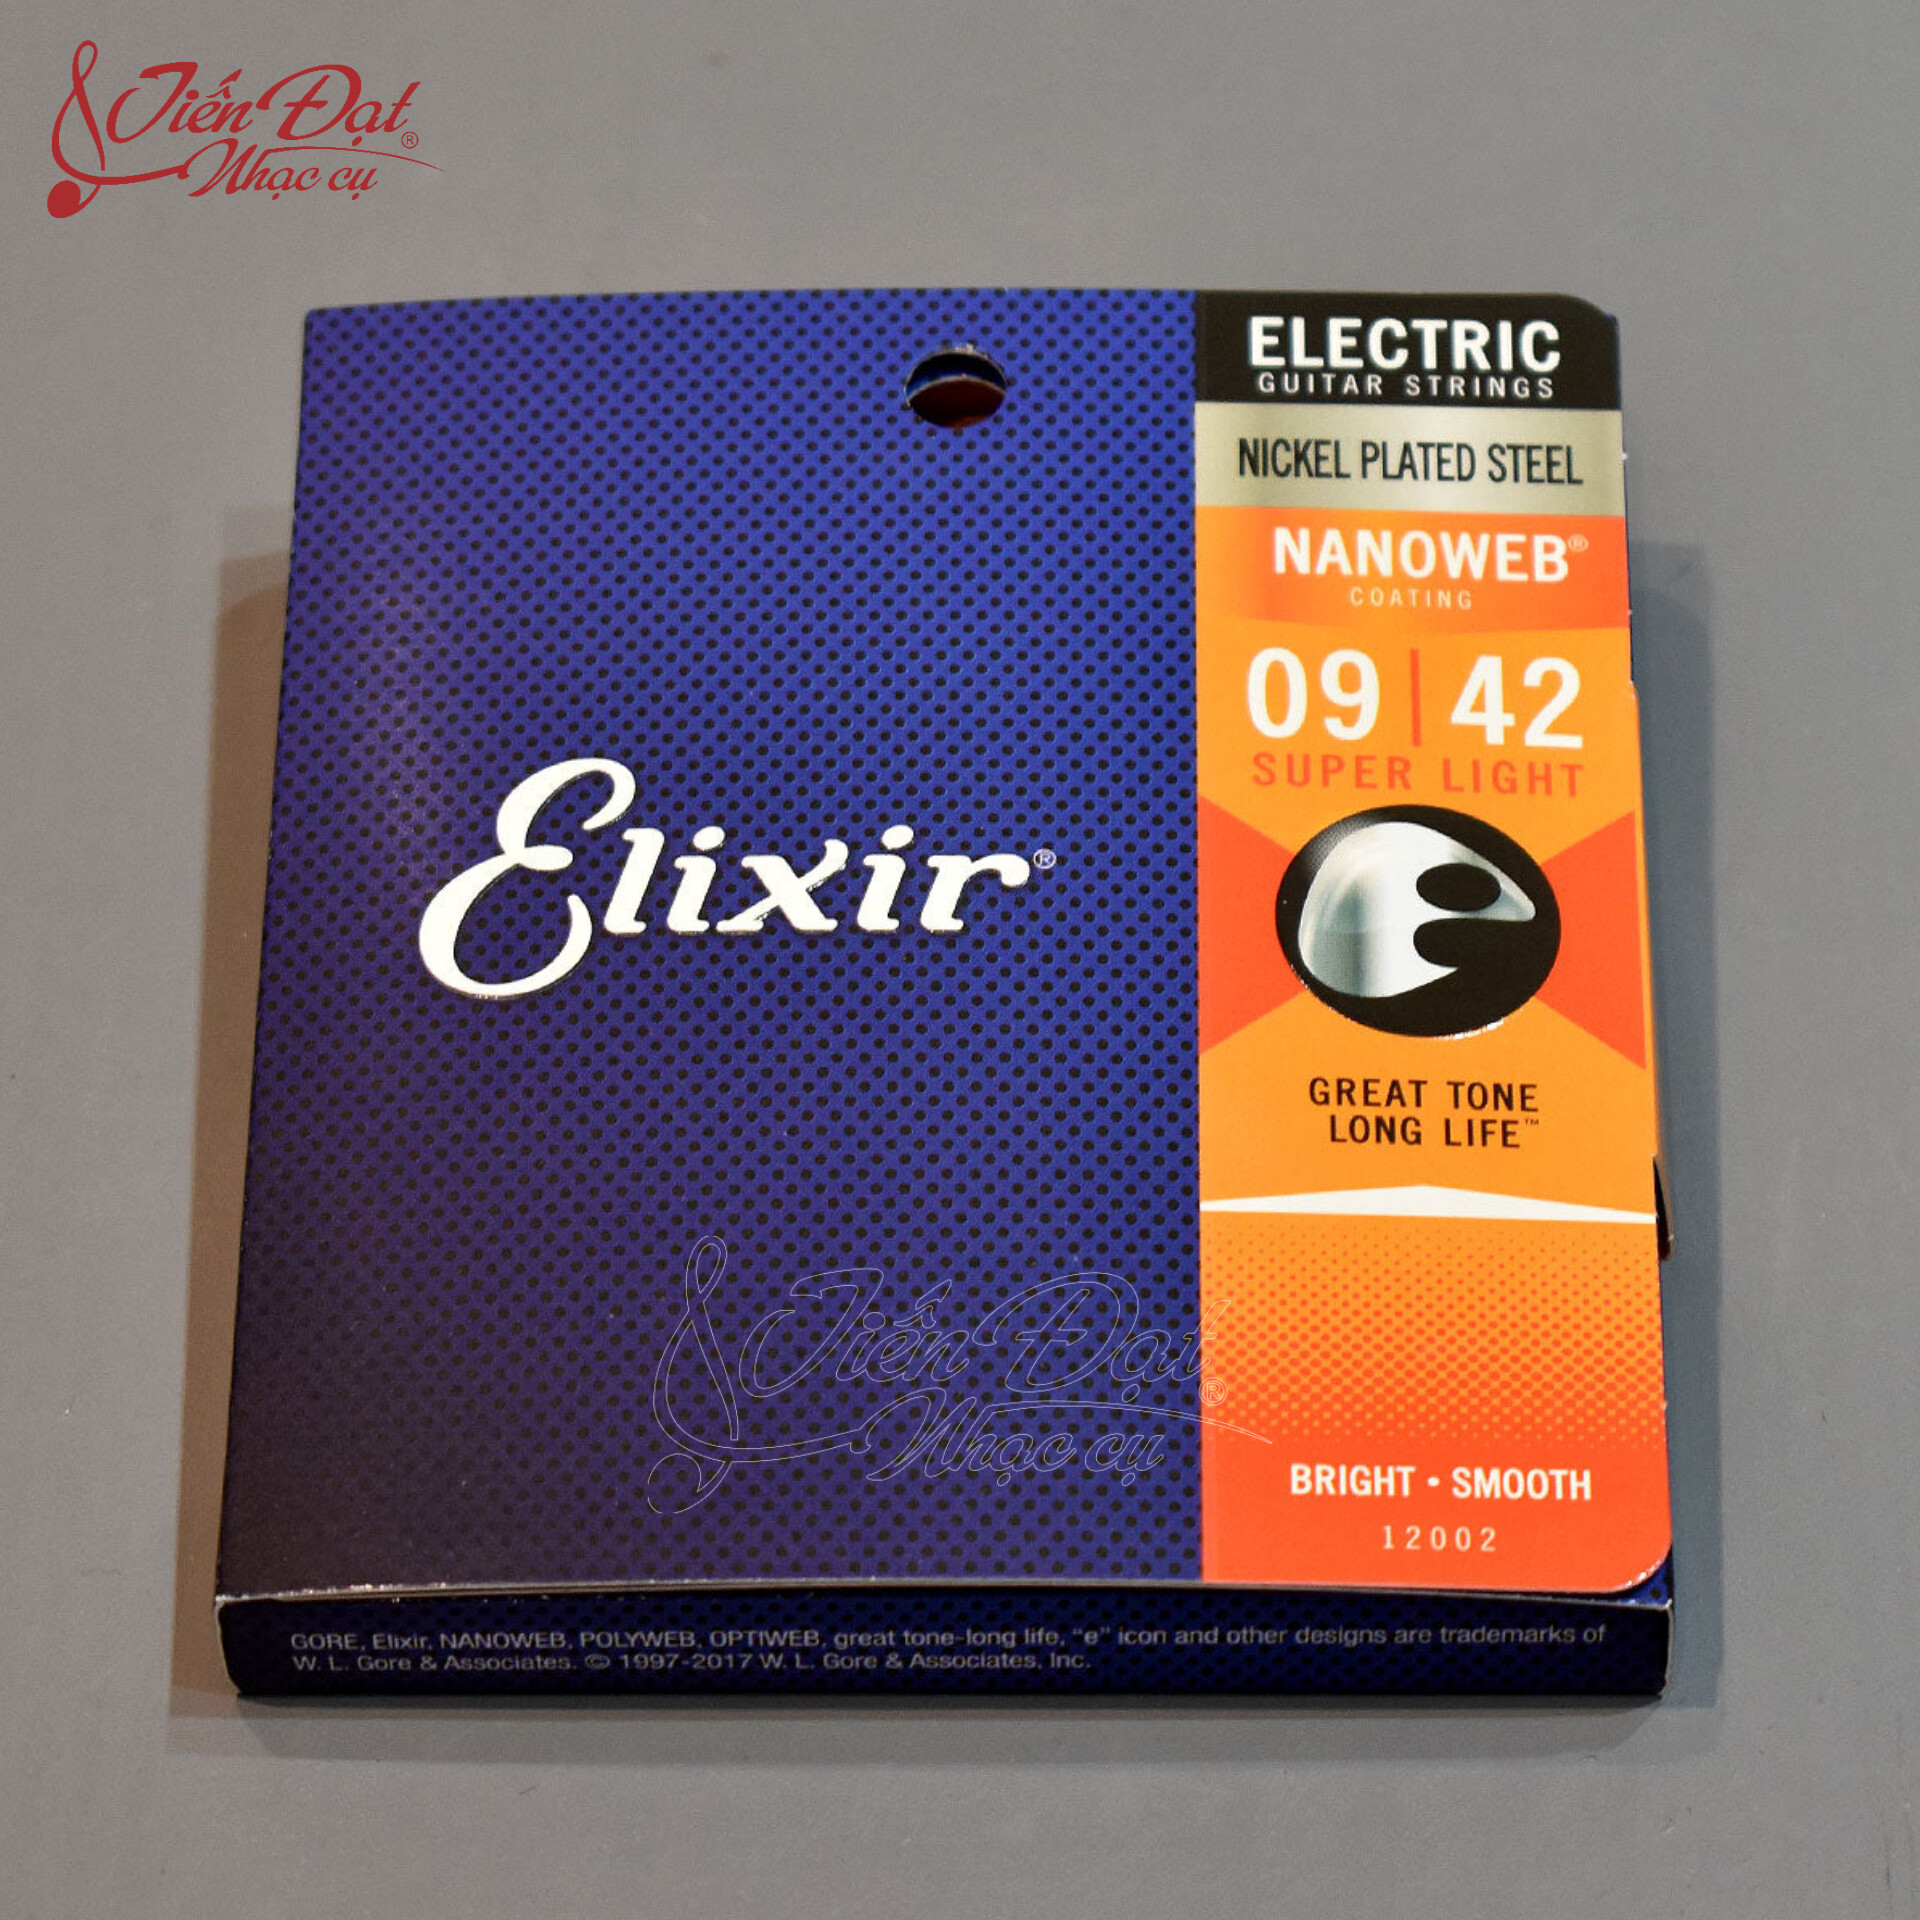 Tiến Đạt®
Nhạc cụ
ELECTRIC
GUITAR STRINGS
NICKEL PLATED STEEL
NANOWEB®
COATING
09 | 42
SUPER LIGHT
Elixir®
GREAT TONE
LONG LIFE™
Tiến Đạt®
Nhạc cụ
BRIGHT • SMOOTH
12002
GORE, Elixir, NANOWEB, POLYWEB, OPTIWEB, great tone-long life, “e” icon and other designs are trademarks of
W. L. Gore & Associates. © 1997-2017 W. L. Gore & Associates, Inc.